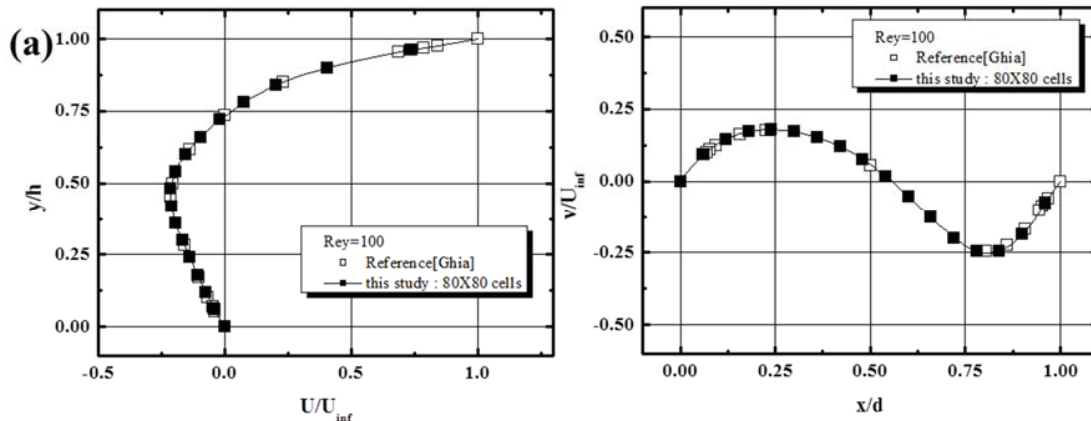 (a)
1.00
0.75
0.50
0.25
0.00
y/h
-0.5
0.0
0.5
1.0
U/U_inf
Rey=100
Reference[Ghia]
this study : 80X80 cells
0.50
0.25
0.00
-0.25
-0.50
v/U_inf
0.00
0.25
0.50
0.75
1.00
x/d
Rey=100
Reference[Ghia]
this study : 80X80 cells